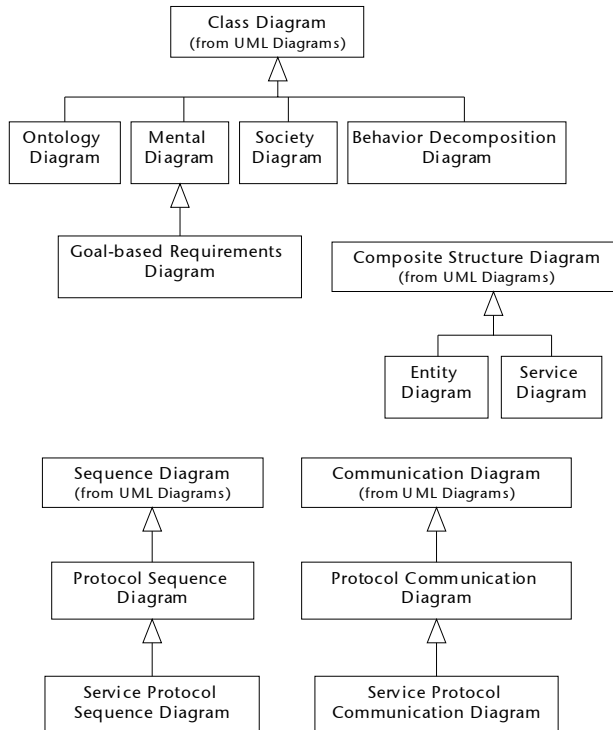 Class Diagram
(from UML Diagrams)
Ontology
Diagram
Mental
Diagram
Society
Diagram
Behavior Decomposition
Diagram
Goal-based Requirements
Diagram
Composite Structure Diagram
(from UML Diagrams)
Entity
Diagram
Service
Diagram
Sequence Diagram
(from UML Diagrams)
Communication Diagram
(from UML Diagrams)
Protocol Sequence
Diagram
Protocol Communication
Diagram
Service Protocol
Sequence Diagram
Service Protocol
Communication Diagram